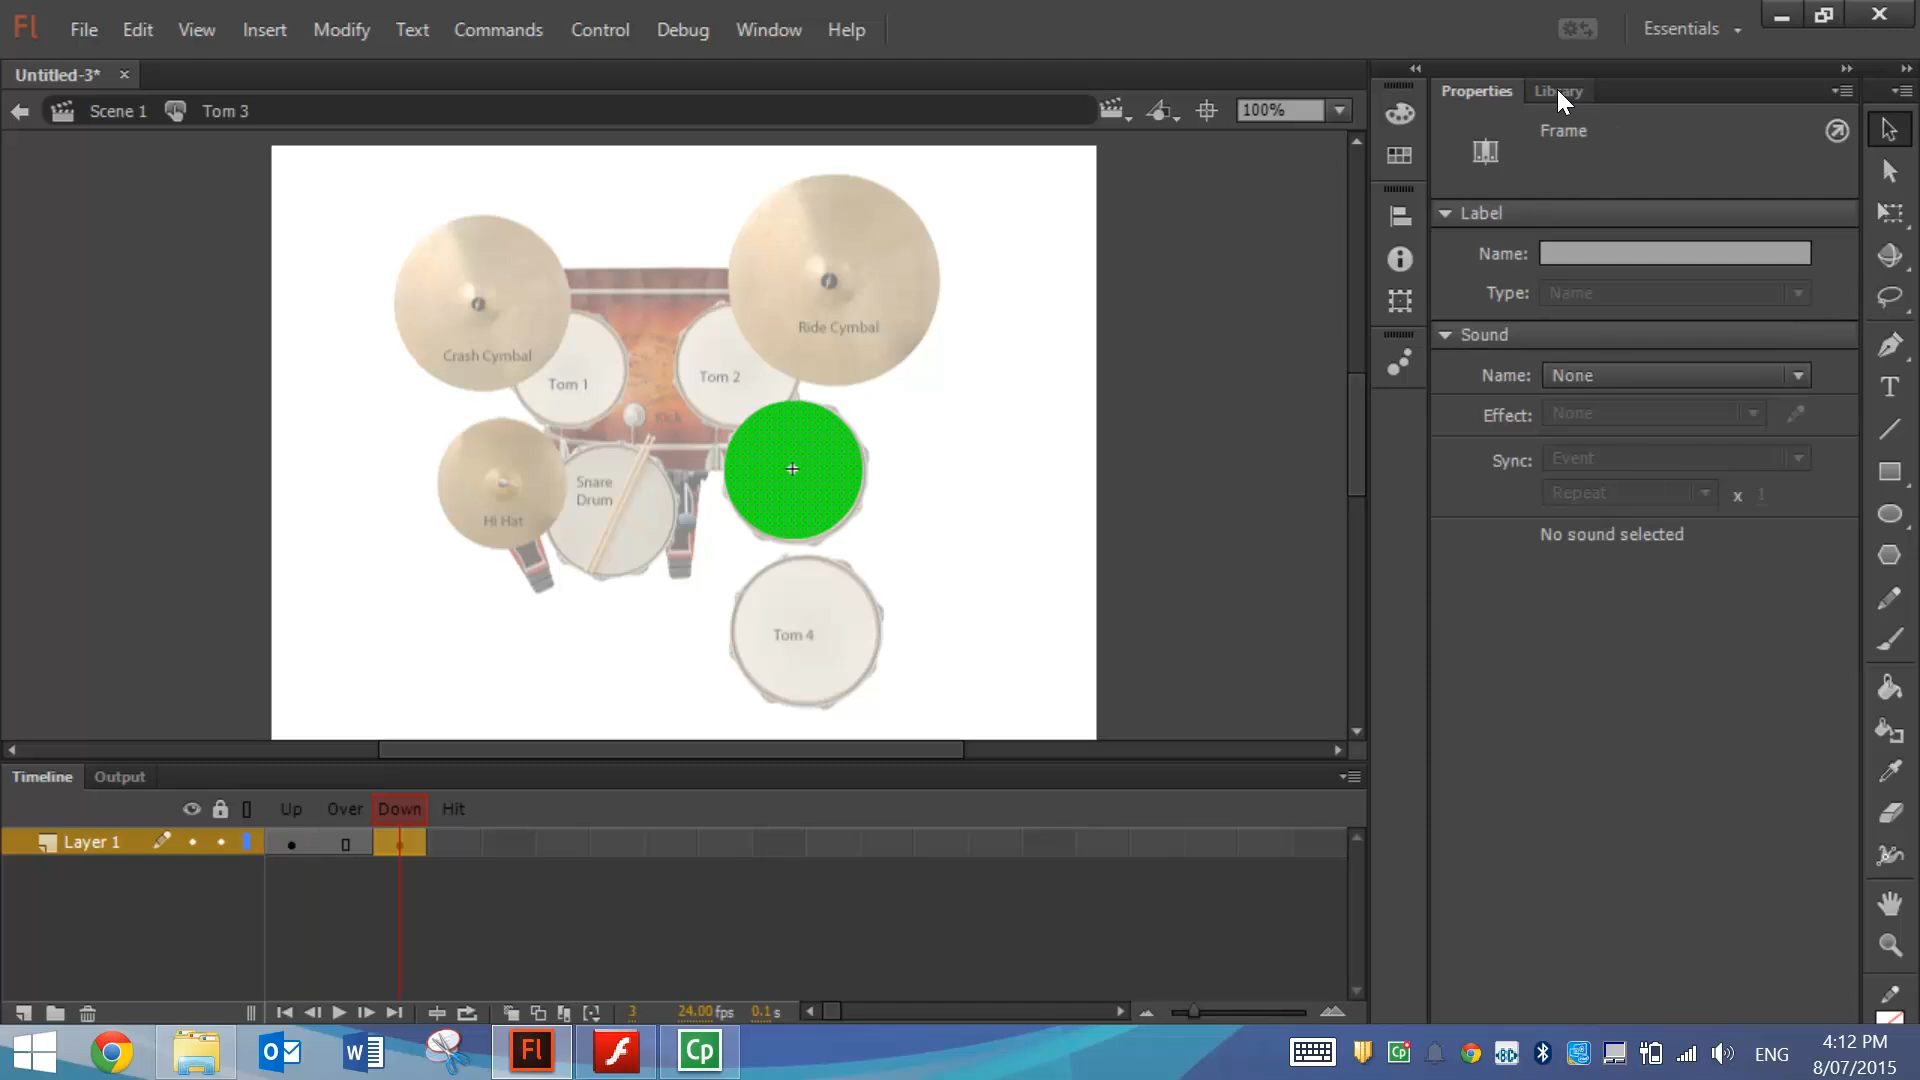 Fl File Edit View Insert Modify Text Commands Control Debug Window Help Essentials
Untitled-3*
Scene 1 Tom 3 100%
Properties Library
Frame
Label
Name:
Type: Name
Sound
Name: None
Effect: None
Sync: Event
Repeat x 1
No sound selected
Ride Cymbal
Crash Cymbal
Tom 1
Tom 2
Kick
Snare
Drum
Hi Hat
Tom 4
Timeline Output
Up Over Down Hit
Layer 1
3 24.00 fps 0.1 s
Fl Cp
ENG
4:12 PM
8/07/2015